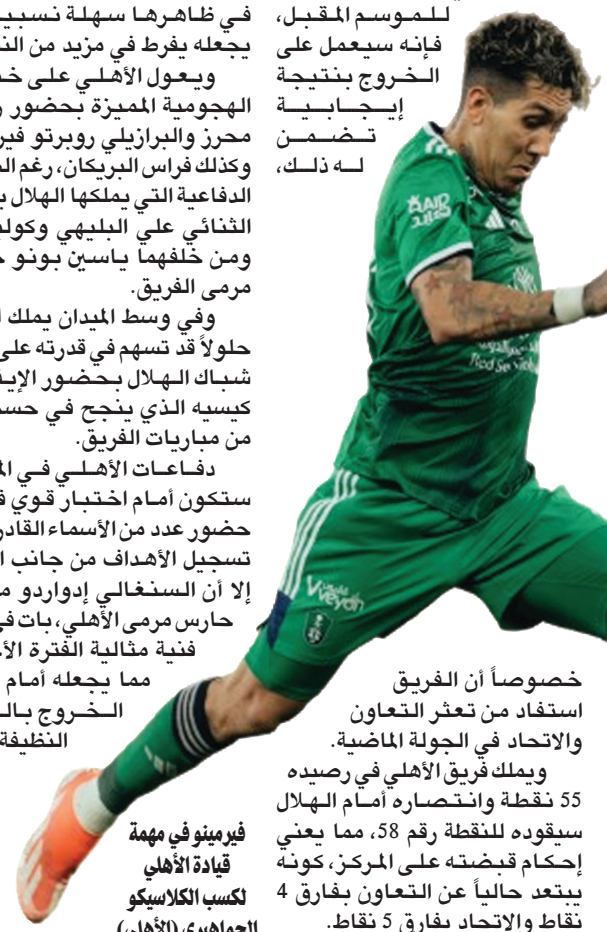 للموسم المقبل،
فإنه سيعمل على
الخروج بنتيجة
إيجابية
تضمن
له ذلك،
خصوصاً أن الفريق
استفاد من تعثر التعاون
والاتحاد في الجولة الماضية.
ويملك فريق الأهلي في رصيده
55 نقطة وانتصاره أمام الهلال
سيقوده للنقطة رقم 58، مما يعني
إحكام قبضته على المركز، كونه
يبتعد حالياً عن التعاون بفارق 4
نقاط والاتحاد بفارق 5 نقاط.
في ظاهرها سهلة
يجعله يفرط في مزيد من
ويعول الأهلي على
الهجومية المميزة بحضور
محرز والبرازيلي روبرتو
وكذلك فراس البريكان، رغم
الدفاعية التي يملكها الهلال
الثنائي علي البليهي
ومن خلفهما ياسين بونو
مرمى الفريق.
وفي وسط الميدان يملك
حلولاً قد تسهم في قدرته على
شباك الهلال بحضور
كيسيه الذي ينجح في
من مباريات الفريق.
دفاعات الأهلي في
ستكون أمام اختبار قوي
حضور عدد من الأسماء
تسجيل الأهداف من جانب
إلا أن السنغالي إدواردو
حارس مرمى الأهلي، بات
فنية مثالية الفترة
مما يجعله أمام
الخروج
النظيفة
فيرمينو في مهمة
قيادة الأهلي
لكسب الكلاسيكو
الجماهيري (الأهلي)